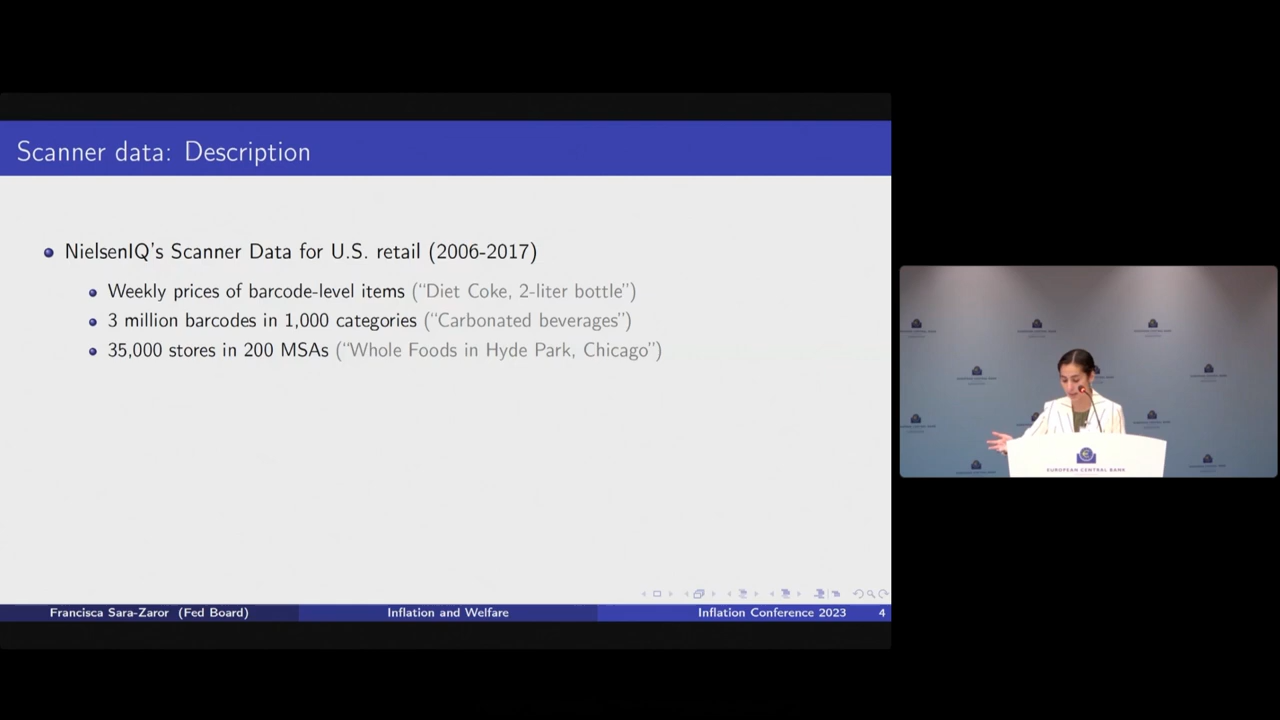 Scanner data: Description
NielsenIQ's Scanner Data for U.S. retail (2006-2017)
Weekly prices of barcode-level items (“Diet Coke, 2-liter bottle”)
3 million barcodes in 1,000 categories (“Carbonated beverages”)
35,000 stores in 200 MSAs (“Whole Foods in Hyde Park, Chicago”)
Francisca Sara-Zaror (Fed Board) Inflation and Welfare Inflation Conference 2023 4
EUROPEAN CENTRAL BANK